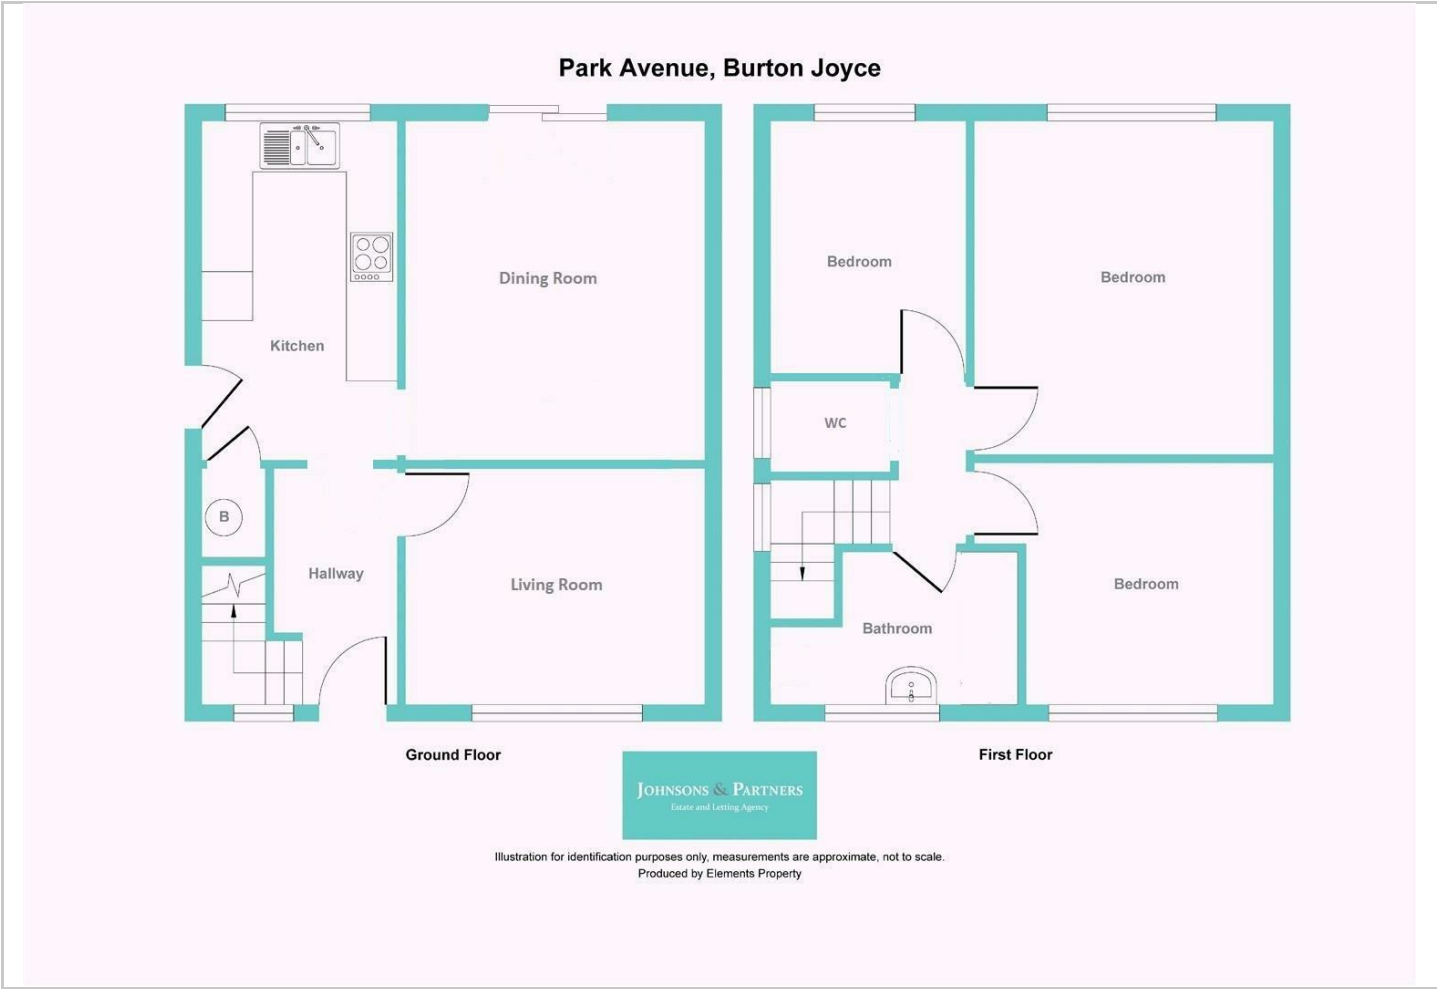 Park Avenue, Burton Joyce
Dining Room
Kitchen
B
Hallway
Living Room
Bedroom
Bedroom
WC
Bedroom
Bathroom
Ground Floor
First Floor
JOHNSONS & PARTNERS
Estate and Letting Agency
Illustration for identification purposes only, measurements are approximate, not to scale.
Produced by Elements Property